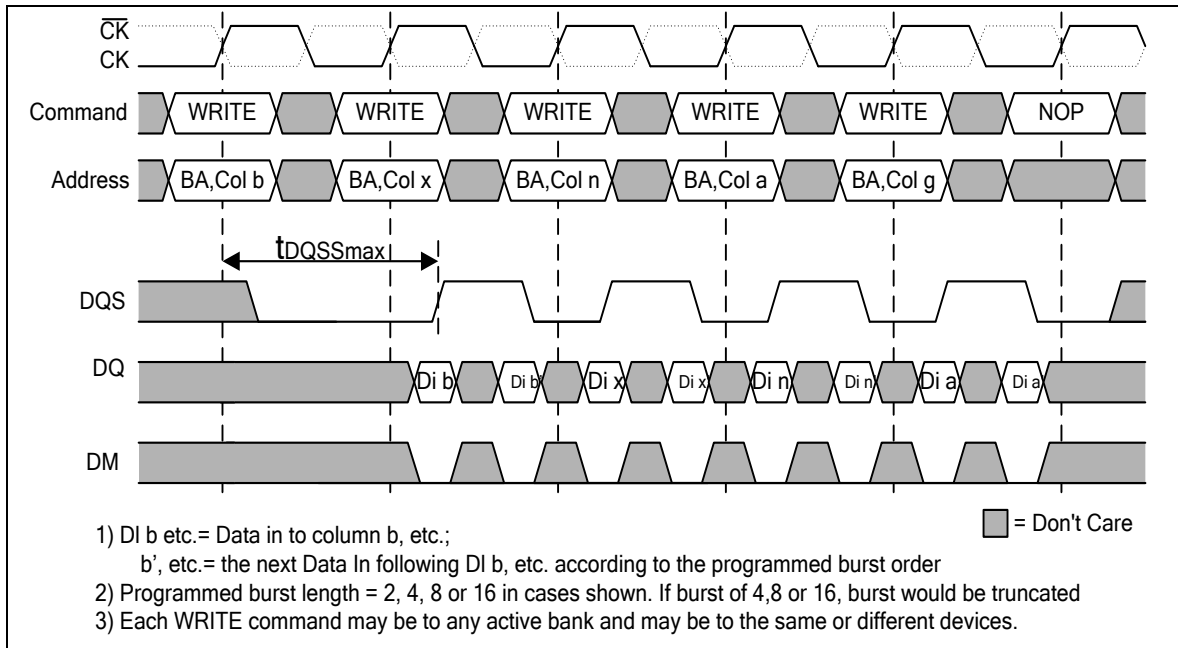 CK
CK
Command WRITE WRITE WRITE WRITE WRITE NOP
Address BA,Col b BA,Col x BA,Col n BA,Col a BA,Col g
tDQSSmax
DQS
DQ Di b Di b' Di x Di x Di n Di n Di a Di a
DM
= Don't Care
1) DI b etc.= Data in to column b, etc.;
b’, etc.= the next Data In following DI b, etc. according to the programmed burst order
2) Programmed burst length = 2, 4, 8 or 16 in cases shown. If burst of 4,8 or 16, burst would be truncated
3) Each WRITE command may be to any active bank and may be to the same or different devices.